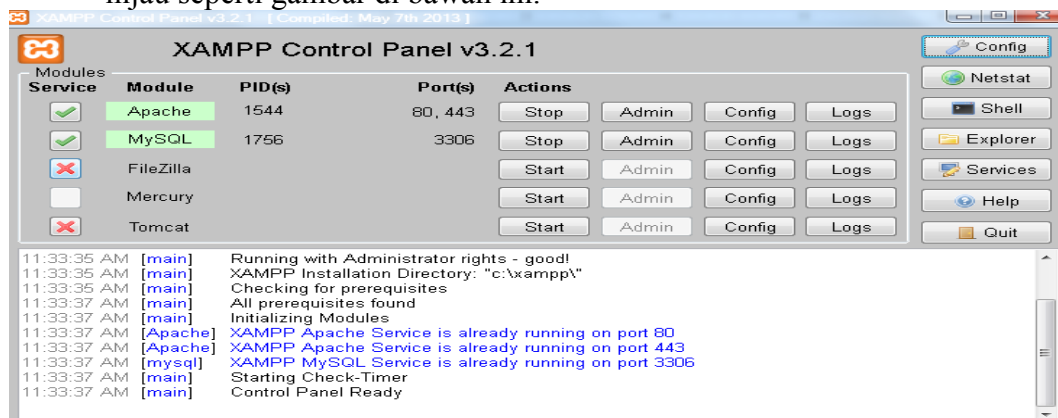 hijau seperti gambar di bawah ini.
XAMPP Control Panel v3.2.1 [ Compiled: May 7th 2013 ]
XAMPP Control Panel v3.2.1
Config
Modules
Service Module PID(s) Port(s) Actions
Netstat
Apache 1544 80, 443 Stop Admin Config Logs
Shell
MySQL 1756 3306 Stop Admin Config Logs
Explorer
FileZilla Start Admin Config Logs
Services
Mercury Start Admin Config Logs
Help
Tomcat Start Admin Config Logs
Quit
11:33:35 AM [main] Running with Administrator rights - good!
11:33:35 AM [main] XAMPP Installation Directory: "c:\xampp\"
11:33:35 AM [main] Checking for prerequisites
11:33:37 AM [main] All prerequisites found
11:33:37 AM [main] Initializing Modules
11:33:37 AM [Apache] XAMPP Apache Service is already running on port 80
11:33:37 AM [Apache] XAMPP Apache Service is already running on port 443
11:33:37 AM [mysql] XAMPP MySQL Service is already running on port 3306
11:33:37 AM [main] Starting Check-Timer
11:33:37 AM [main] Control Panel Ready